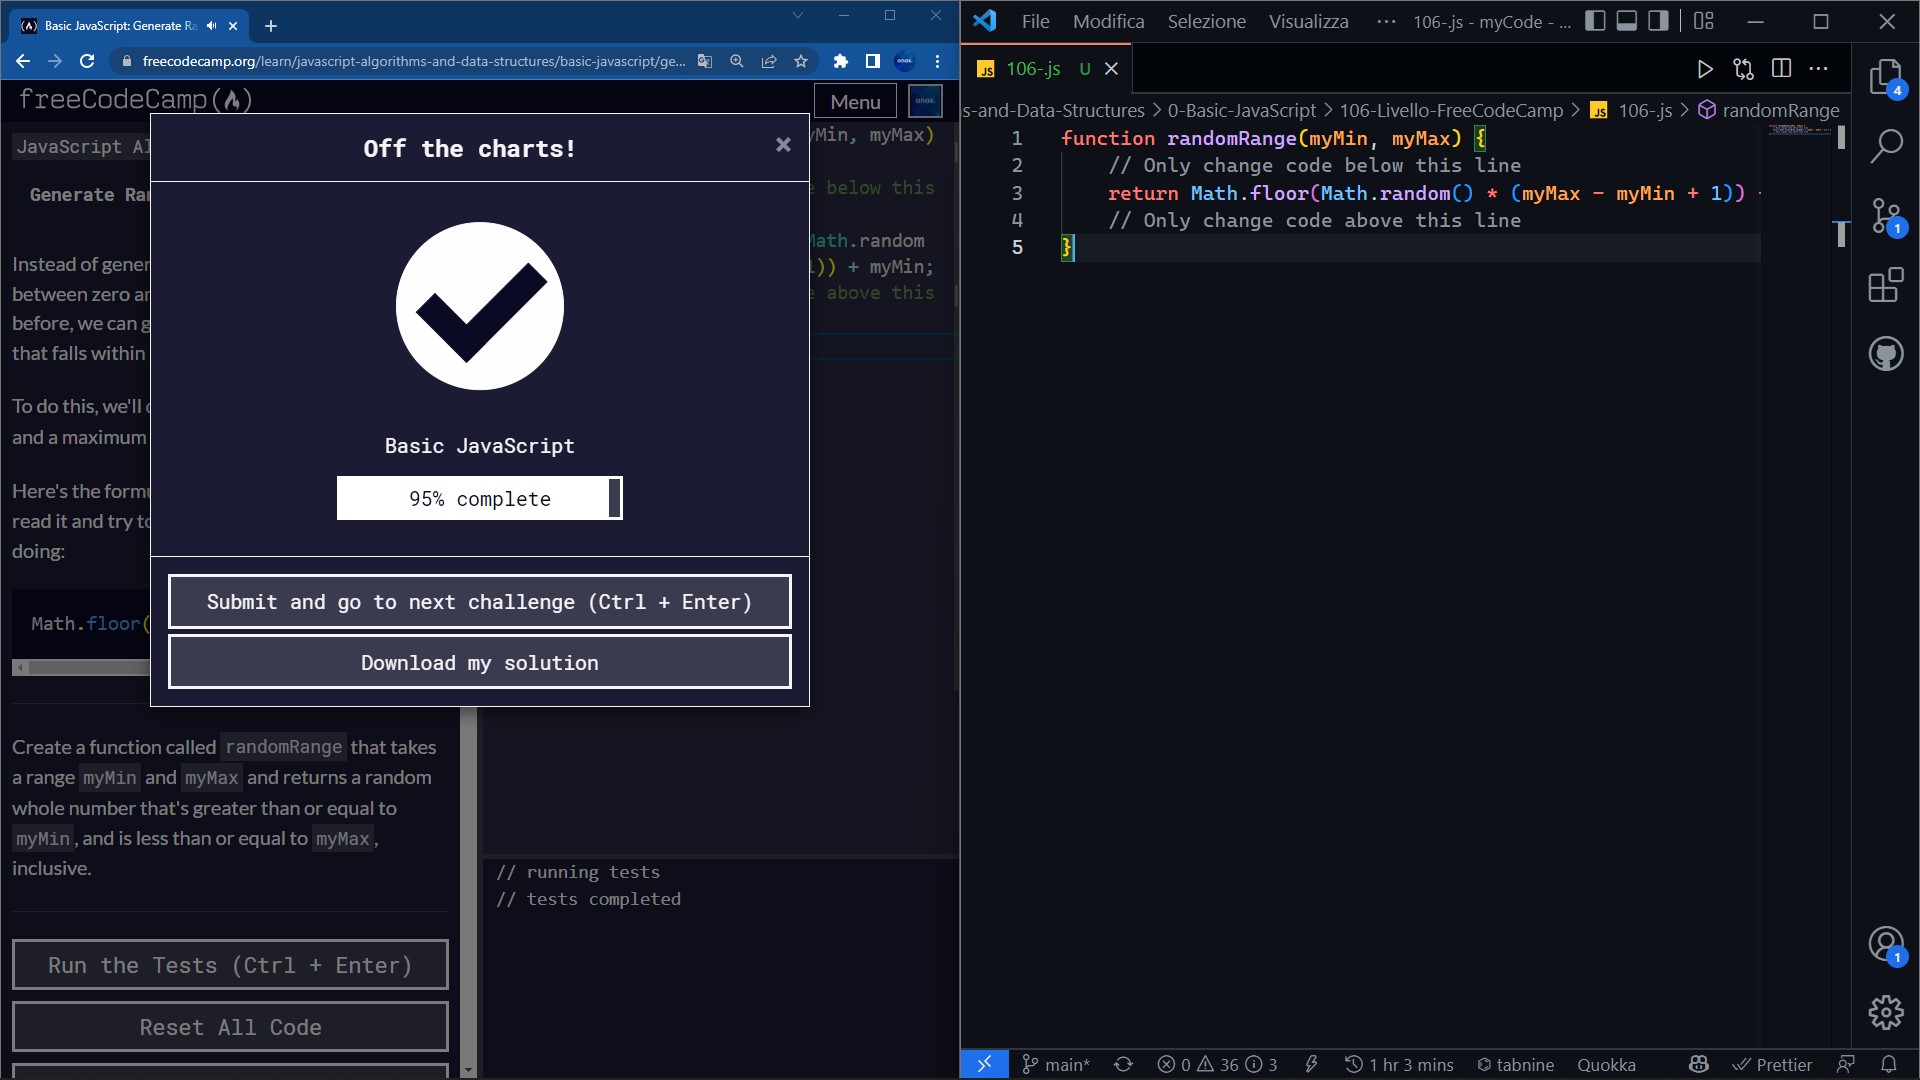 Basic JavaScript: Generate Ra
freecodecamp.org/learn/javascript-algorithms-and-data-structures/basic-javascript/ge...
freeCodeCamp
Menu
JavaScript Al
Generate Ran
Instead of gener
between zero an
before, we can g
that falls within
To do this, we'll d
and a maximum
Here's the formu
read it and try to
doing:
Math.floor(
Create a function called randomRange that takes
a range myMin and myMax and returns a random
whole number that's greater than or equal to
myMin, and is less than or equal to myMax,
inclusive.
Run the Tests (Ctrl + Enter)
Reset All Code
Off the charts!
×
Basic JavaScript
95% complete
Submit and go to next challenge (Ctrl + Enter)
Download my solution
yMin, myMax)
e below this
Math.random
1)) + myMin;
e above this
// running tests
// tests completed
File Modifica Selezione Visualizza ··· 106-.js - myCode - ...
106-.js U
s-and-Data-Structures > 0-Basic-JavaScript > 106-Livello-FreeCodeCamp > JS 106-.js > randomRange
1 function randomRange(myMin, myMax) {
2 // Only change code below this line
3 return Math.floor(Math.random() * (myMax - myMin + 1))
4 // Only change code above this line
5 }
4
1
1
main* 0 36 3 1 hr 3 mins tabnine Quokka Prettier